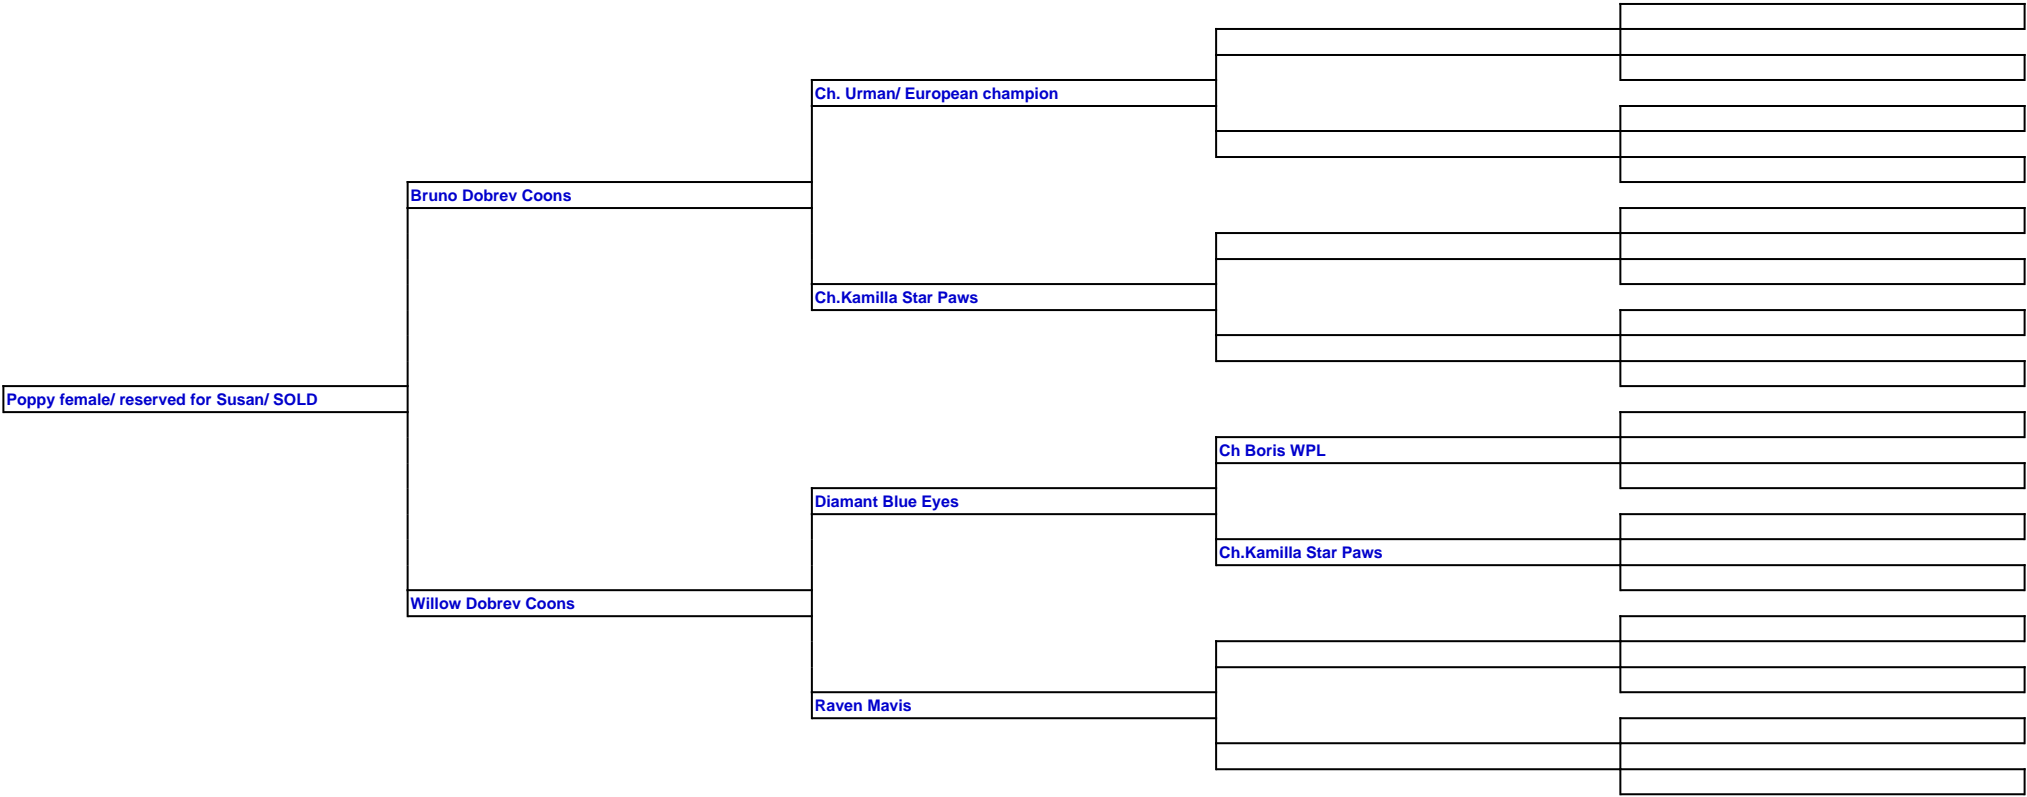 Ch. Urman/ European champion
Bruno Dobrev Coons
Ch.Kamilla Star Paws
Poppy female/ reserved for Susan/ SOLD
Ch Boris WPL
Diamant Blue Eyes
Ch.Kamilla Star Paws
Willow Dobrev Coons
Raven Mavis